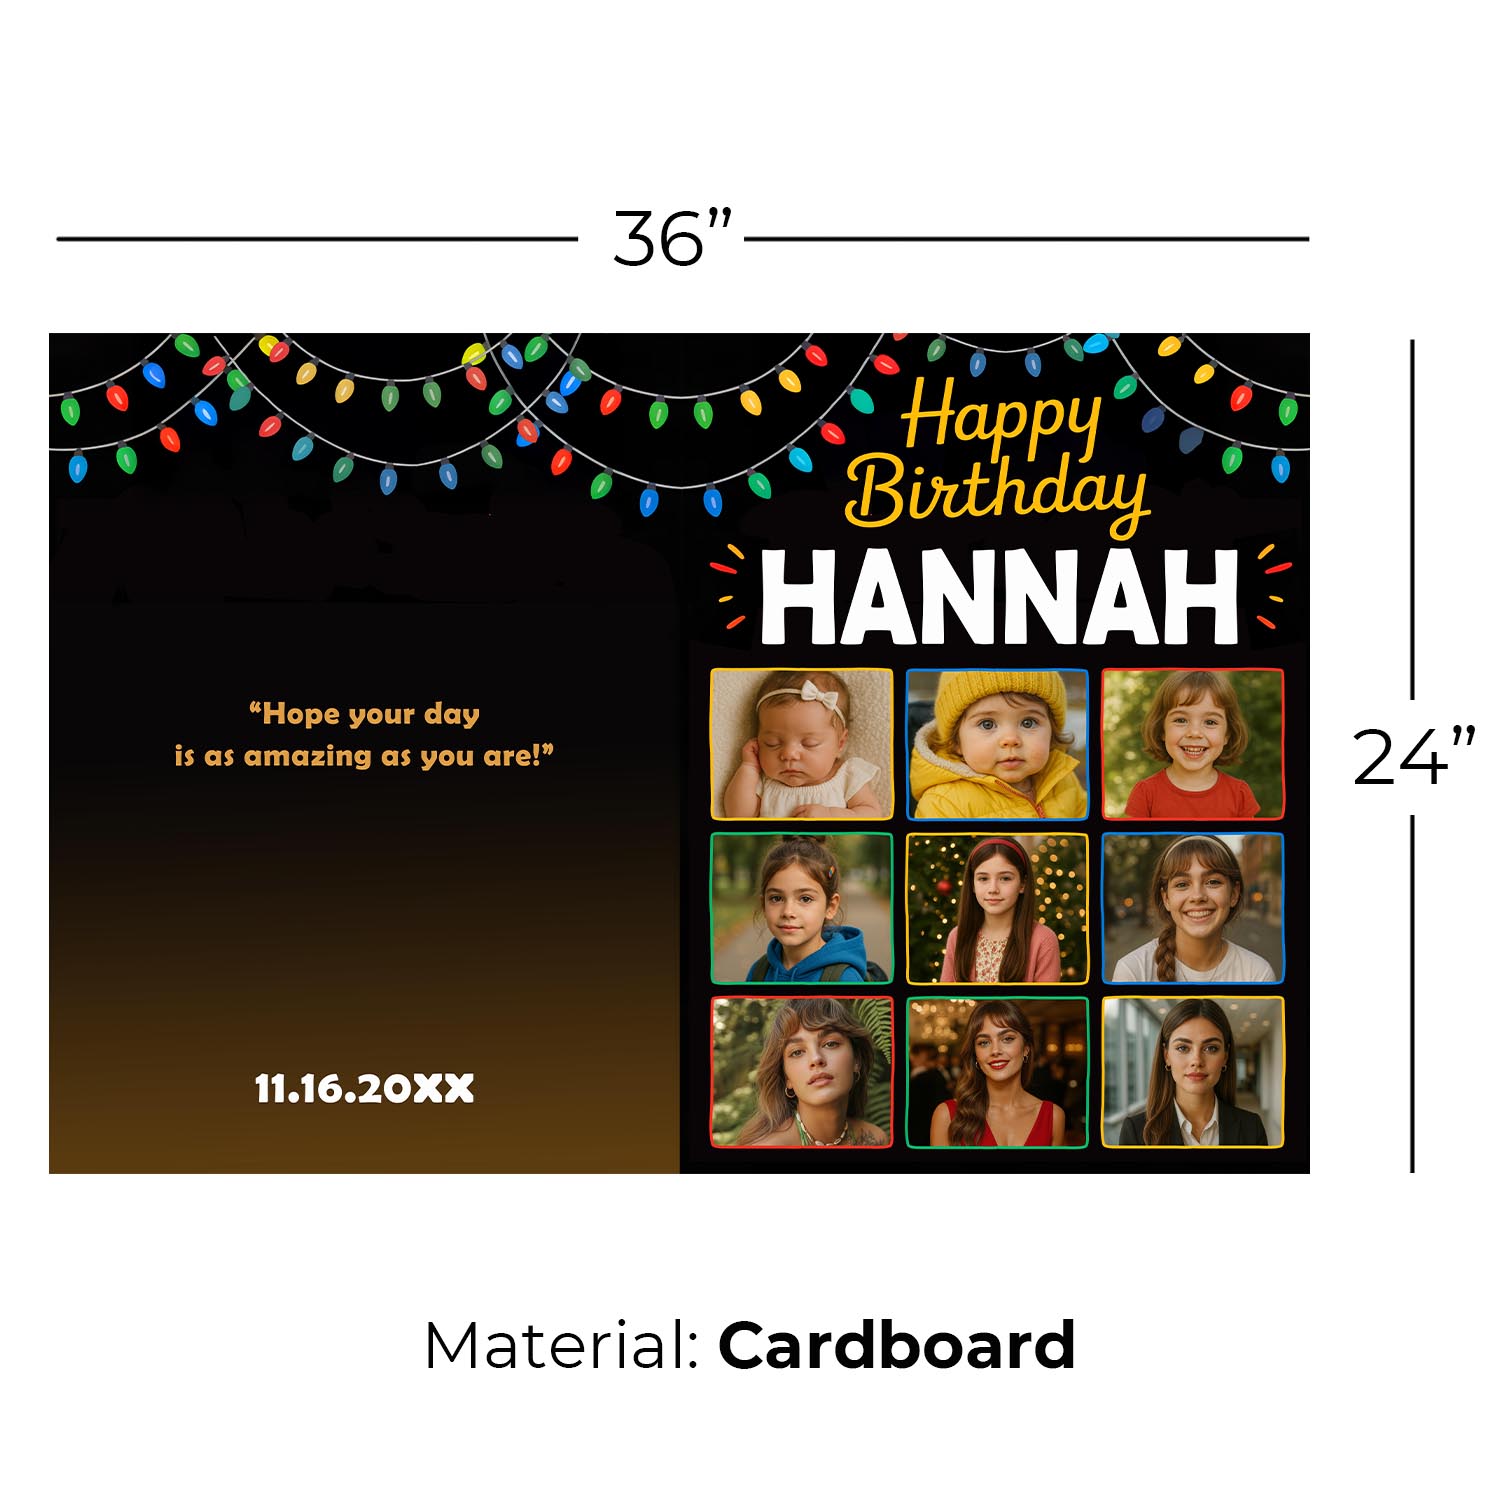 36”
Happy
Birthday
HANNAH
“Hope your day
is as amazing as you are!”
24”
11.16.20XX
Material: Cardboard